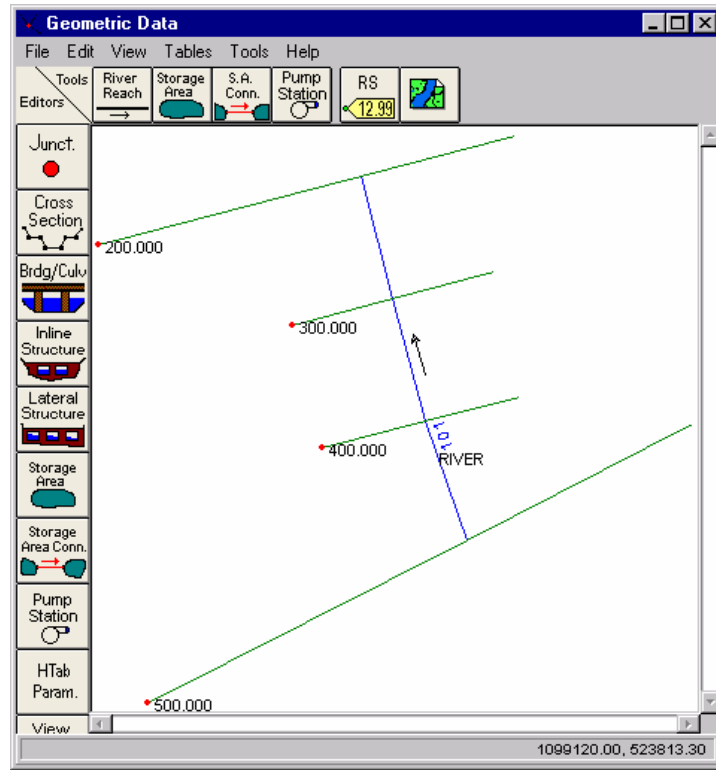 Geometric Data
File Edit View Tables Tools Help
Tools
Editors
River
Reach
Storage
Area
S.A.
Conn.
Pump
Station
RS
12.99
Junct.
Cross
Section
Brdg/Culv
Inline
Structure
Lateral
Structure
Storage
Area
Storage
Area Conn.
Pump
Station
HTab
Param.
View
200.000
300.000
400.000
101
RIVER
500.000
1099120.00, 523813.30